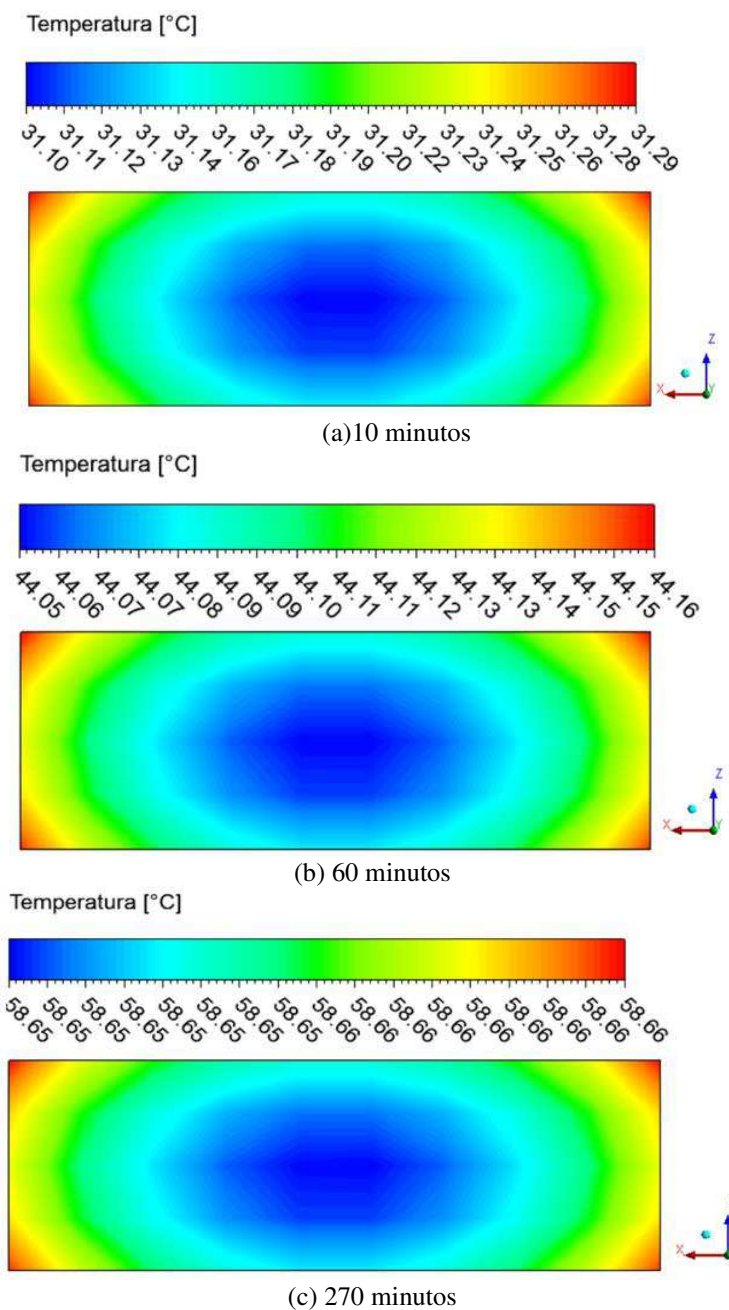 Temperatura [°C]
31.10 31.11 31.12 31.13 31.14 31.16 31.17 31.18 31.19 31.20 31.22 31.23 31.24 31.25 31.26 31.28 31.29
Z
X Y
(a)10 minutos
Temperatura [°C]
44.05 44.06 44.07 44.07 44.08 44.09 44.09 44.10 44.11 44.11 44.12 44.13 44.13 44.14 44.15 44.15 44.16
Z
X Y
(b) 60 minutos
Temperatura [°C]
58.65 58.65 58.65 58.65 58.65 58.65 58.65 58.65 58.66 58.66 58.66 58.66 58.66 58.66 58.66 58.66 58.66
X
(c) 270 minutos